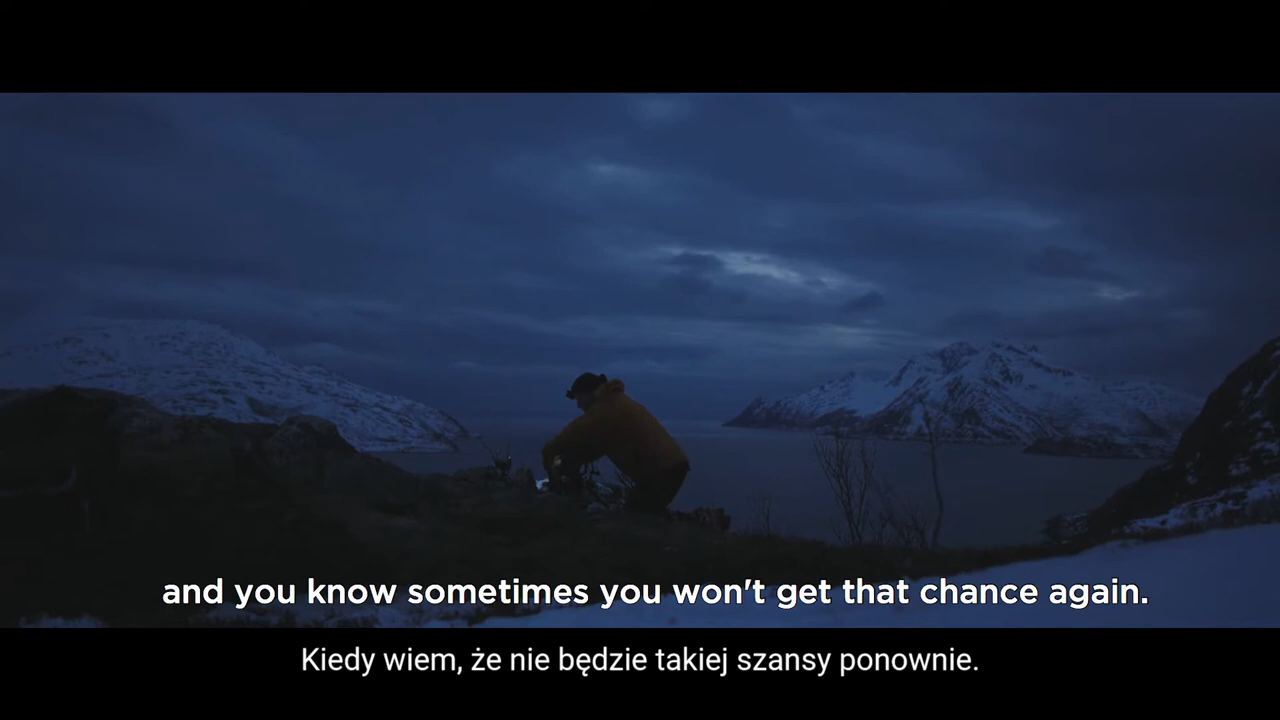 and you know sometimes you won't get that chance again.
Kiedy wiem, że nie będzie takiej szansy ponownie.